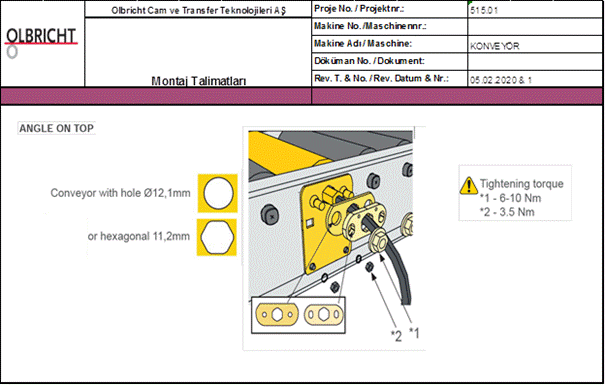 OLBRICHT
Olbricht Cam ve Transfer Teknolojileri AŞ
Montaj Talimatları
Proje No. / Projektnr.: 515.01
Makine No./Maschinennr.:
Makine Adı / Maschine: KONVEYÖR
Döküman No. / Dokument:
Rev. T. & No. / Rev. Datum & Nr.: 05.02.2020 & 1
ANGLE ON TOP
Conveyor with hole Ø12,1mm
or hexagonal 11,2mm
*2 *1
Tightening torque
*1 - 6-10 Nm
*2 - 3.5 Nm